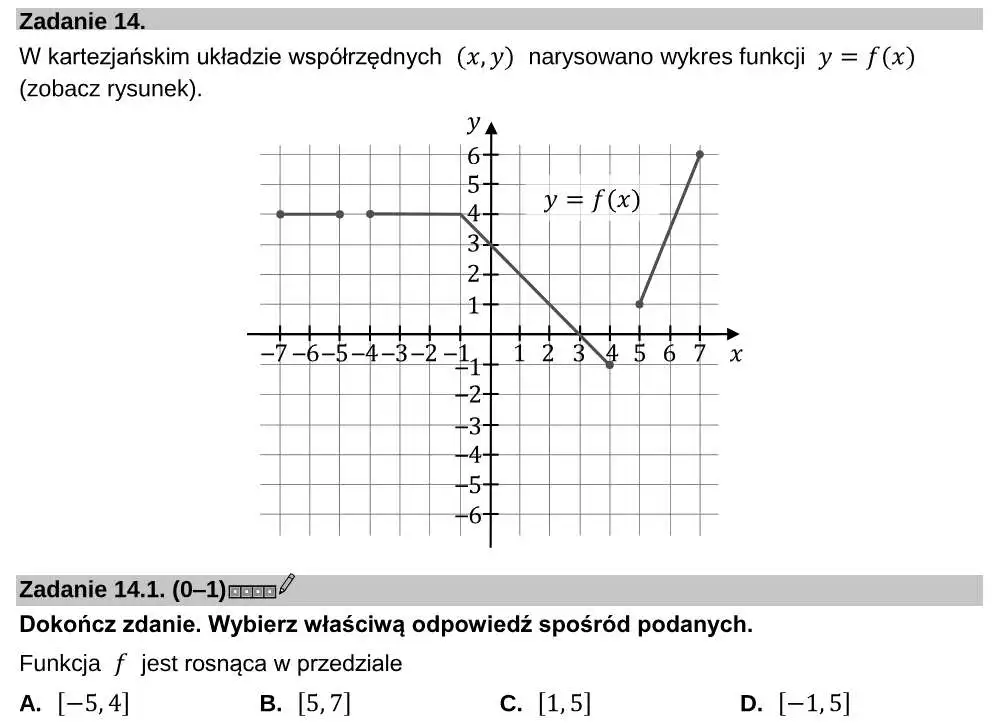 Zadanie 14.
W kartezjańskim układzie współrzędnych (x, y) narysowano wykres funkcji y = f(x)
(zobacz rysunek).
y
6
5
y = f(x)
4
3
2
1
−7 −6 −5 −4 −3 −2 −1 1 2 3 4 5 6 7 x
−1
−2
−3
−4
−5
−6
Zadanie 14.1. (0–1)
Dokończ zdanie. Wybierz właściwą odpowiedź spośród podanych.
Funkcja f jest rosnąca w przedziale
A. [−5, 4] B. [5, 7] C. [1, 5] D. [−1, 5]